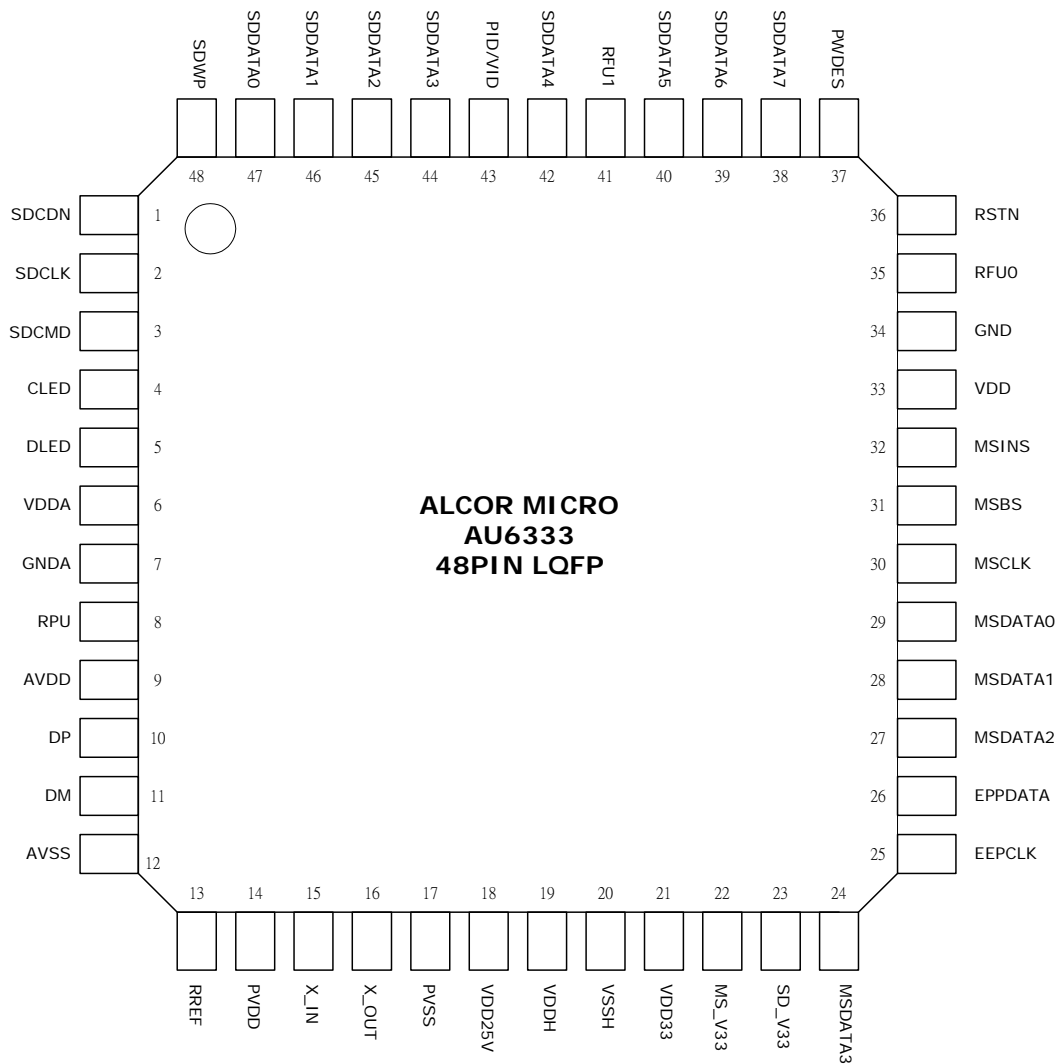 SDWP
SDDATA0
SDDATA1
SDDATA2
SDDATA3
PID/VID
SDDATA4
RFU1
SDDATA5
SDDATA6
SDDATA7
PWDES
48 47 46 45 44 43 42 41 40 39 38 37
SDCDN 1
SDCLK 2
SDCMD 3
CLED 4
DLED 5
VDDA 6
GNDA 7
RPU 8
AVDD 9
DP 10
DM 11
AVSS 12
ALCOR MICRO
AU6333
48PIN LQFP
36 RSTN
35 RFU0
34 GND
33 VDD
32 MSINS
31 MSBS
30 MSCLK
29 MSDATA0
28 MSDATA1
27 MSDATA2
26 EPPDATA
25 EEPCLK
13 14 15 16 17 18 19 20 21 22 23 24
RREF
PVDD
X_IN
X_OUT
PVSS
VDD25V
VDDH
VSSH
VDD33
MS_V33
SD_V33
MSDATA3